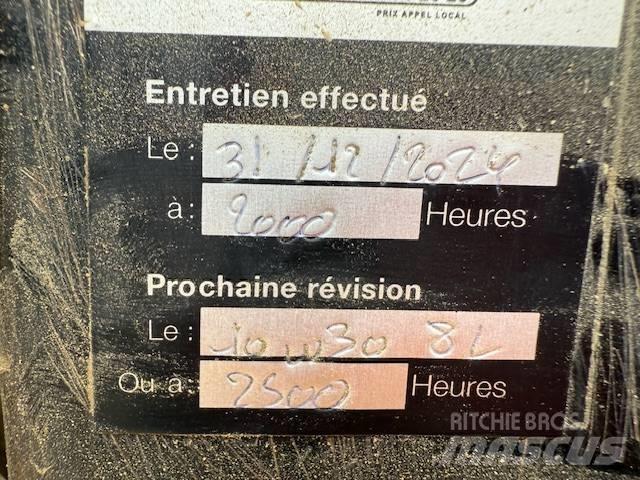 PRIX APPEL LOCAL
Entretien effectué
Le : 31/12/2024
à : 2000 Heures
Prochaine révision
Le : 10w30 8L
Ou à : 2500 Heures
RITCHIE BROS
mascus